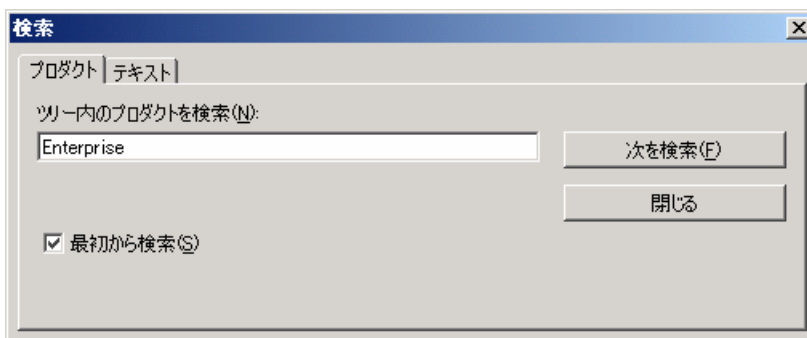 検索
プロダクト テキスト
ツリー内のプロダクトを検索(N):
Enterprise
次を検索(F)
閉じる
最初から検索(S)